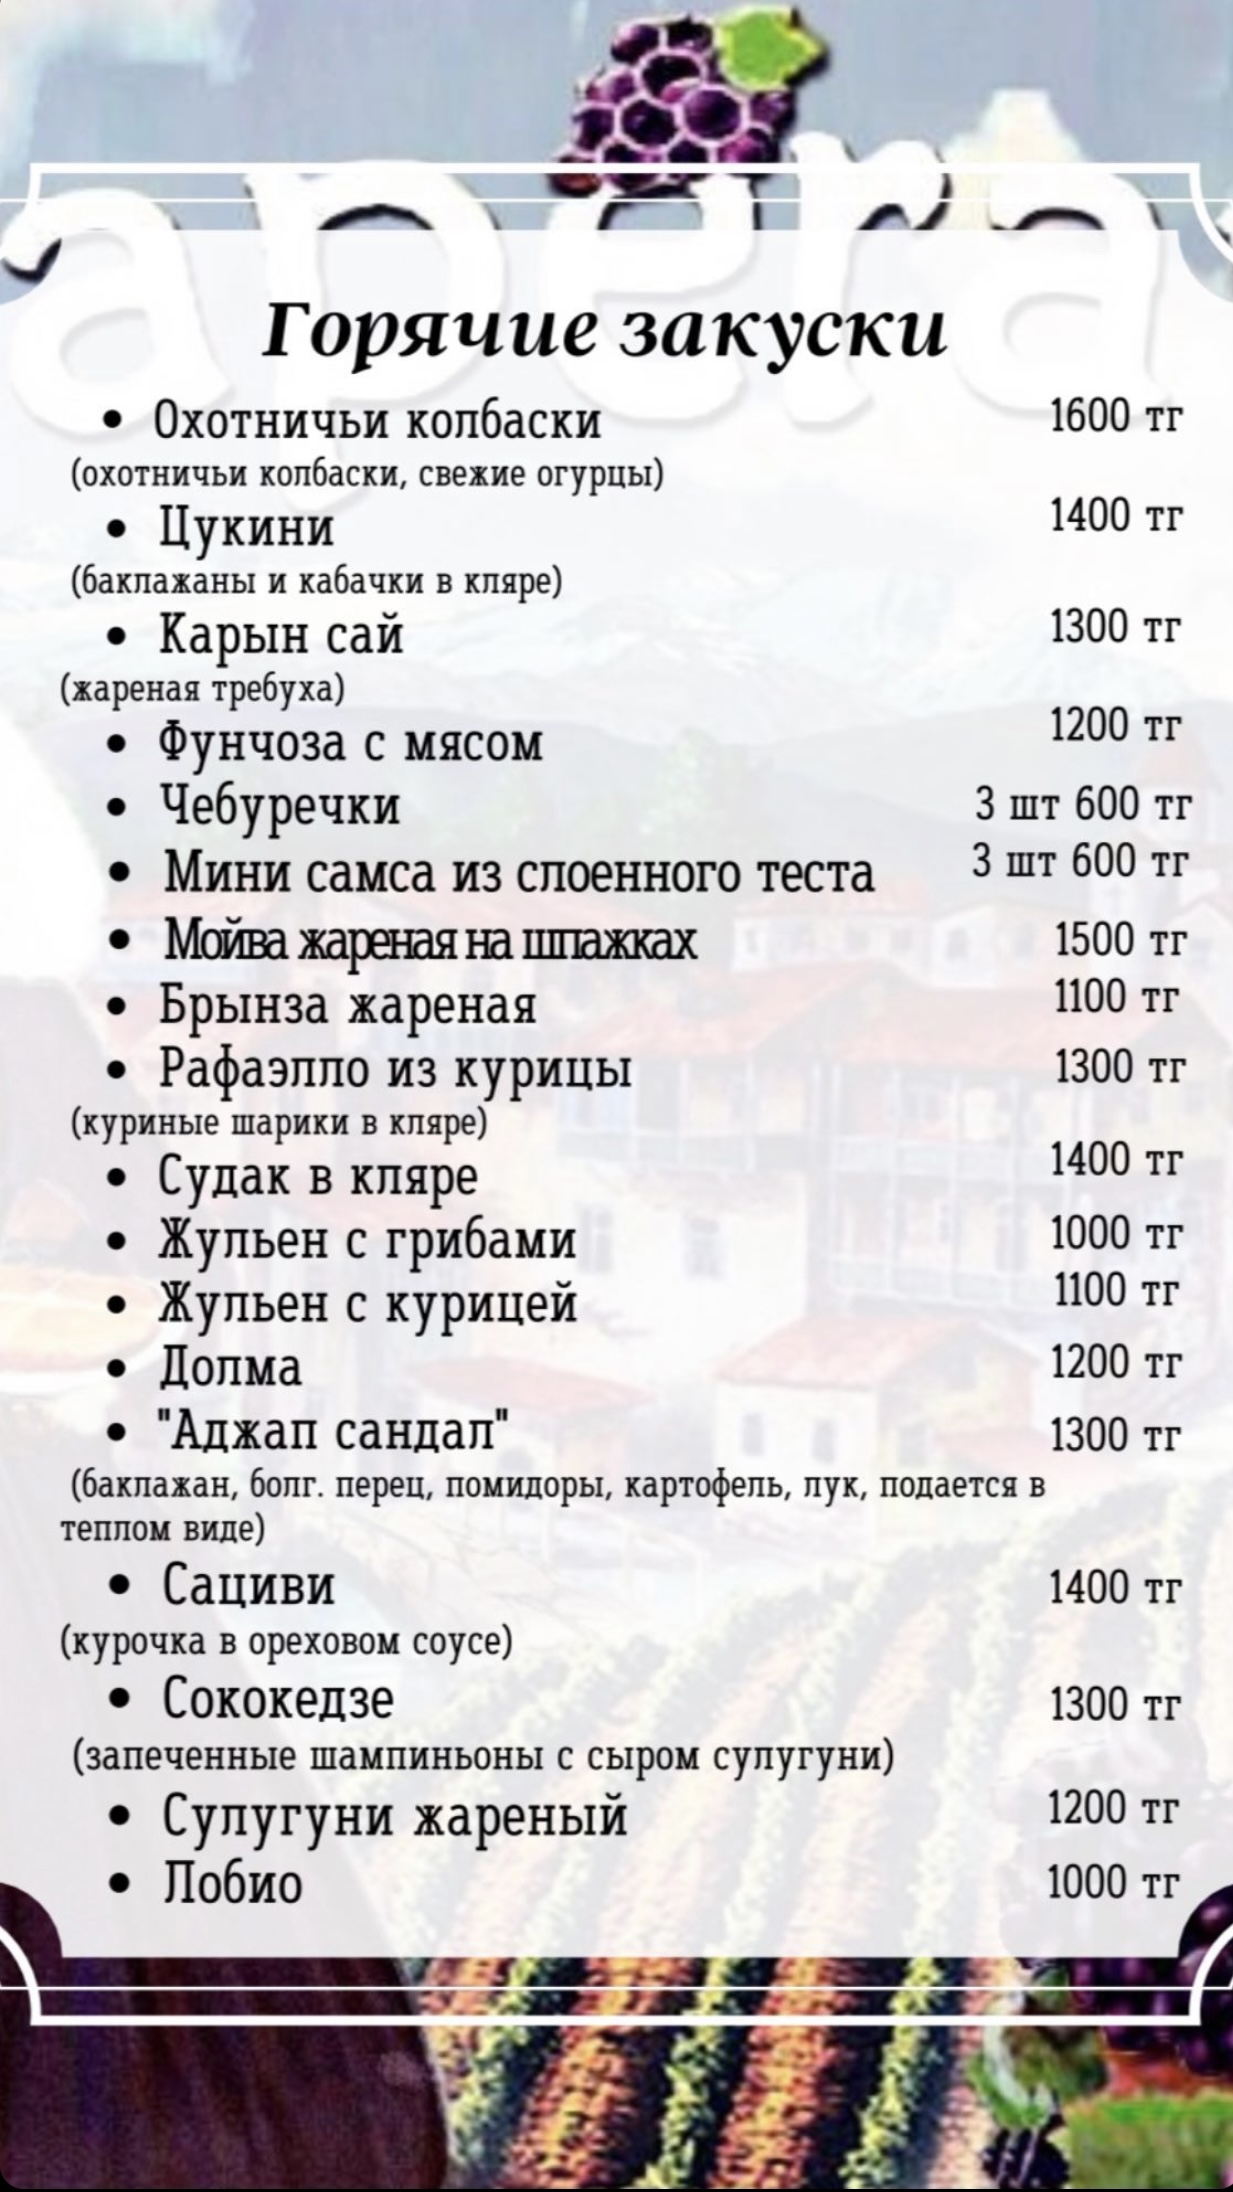 apera
Горячие закуски
• Охотничьи колбаски 1600 тг
(охотничьи колбаски, свежие огурцы)
• Цукини 1400 тг
(баклажаны и кабачки в кляре)
• Карын сай 1300 тг
(жареная требуха)
• Фунчоза с мясом 1200 тг
• Чебуречки 3 шт 600 тг
• Мини самса из слоенного теста 3 шт 600 тг
• Мойва жареная на шпажках 1500 тг
• Брынза жареная 1100 тг
• Рафаэлло из курицы 1300 тг
(куриные шарики в кляре)
• Судак в кляре 1400 тг
• Жульен с грибами 1000 тг
• Жульен с курицей 1100 тг
• Долма 1200 тг
• "Аджап сандал" 1300 тг
(баклажан, болг. перец, помидоры, картофель, лук, подается в
теплом виде)
• Сациви 1400 тг
(курочка в ореховом соусе)
• Сококедзе 1300 тг
(запеченные шампиньоны с сыром сулугуни)
• Сулугуни жареный 1200 тг
• Лобио 1000 тг